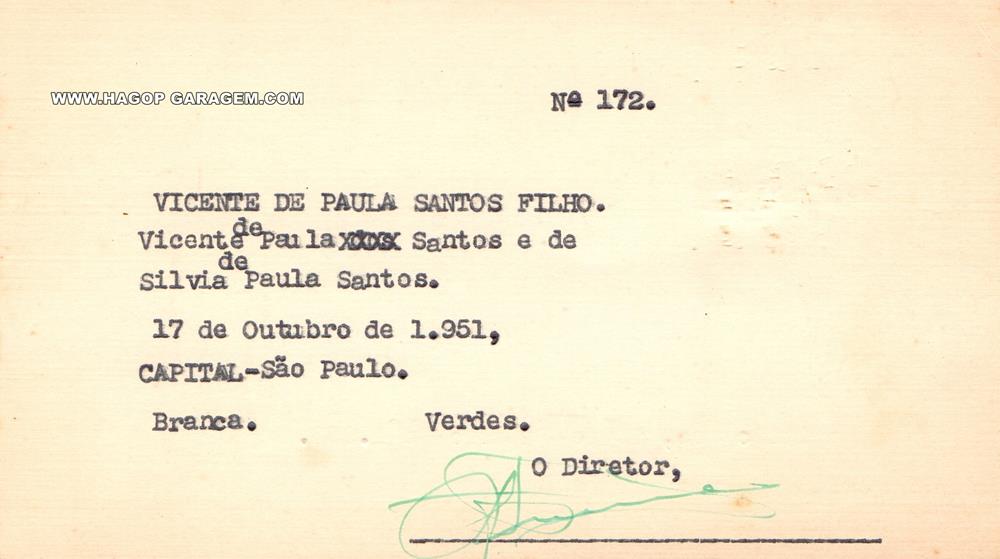 WWW.HAGOP GARAGEM.COM
Nº 172.
VICENTE DE PAULA SANTOS FILHO.
Vicente de Paula xxxxx Santos e de
Silvia de Paula Santos.
17 de Outubro de 1.951,
CAPITAL-São Paulo.
Branca. Verdes.
O Diretor,